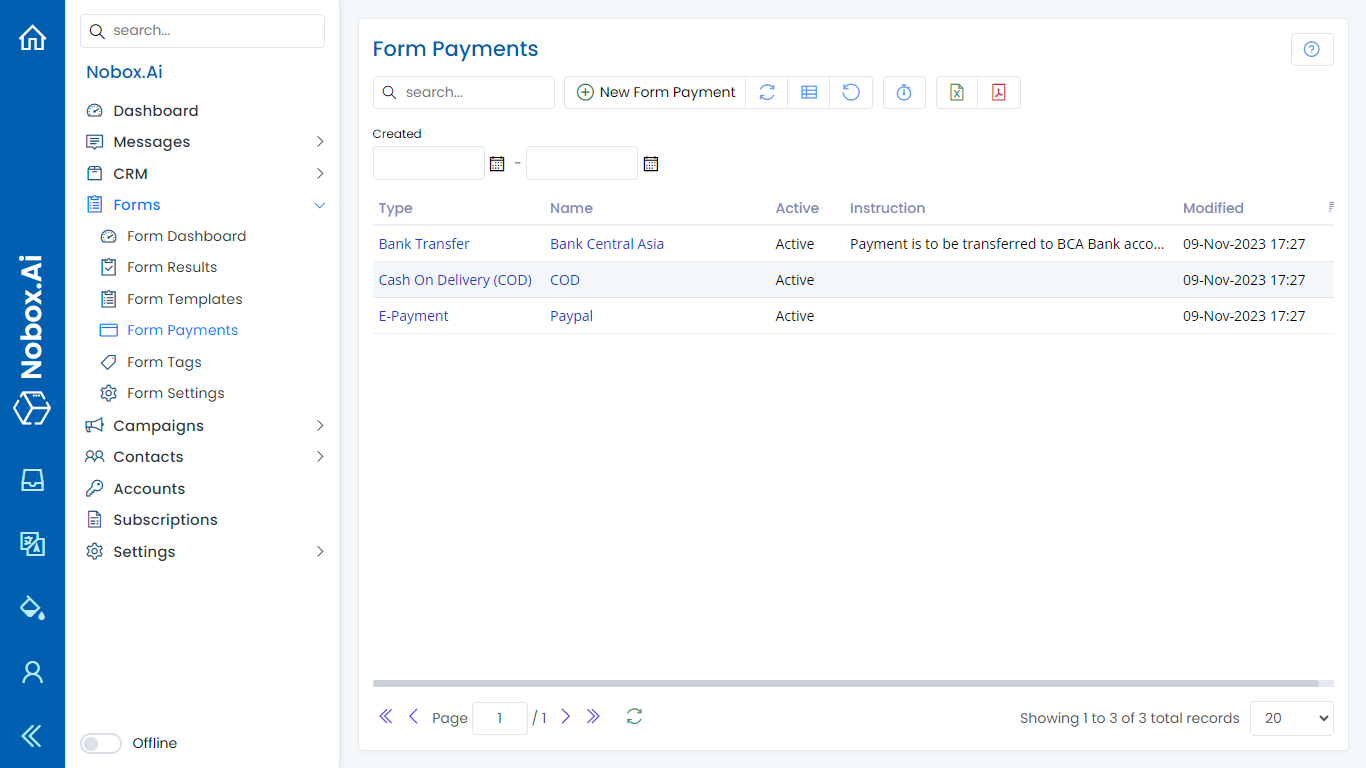 search...
Nobox.Ai
Dashboard
Messages
CRM
Forms
Form Dashboard
Form Results
Form Templates
Form Payments
Form Tags
Form Settings
Campaigns
Contacts
Accounts
Subscriptions
Settings
Offline
Nobox.Ai
Form Payments
search...
New Form Payment
Created
-
Type Name Active Instruction Modified
Bank Transfer Bank Central Asia Active Payment is to be transferred to BCA Bank acco... 09-Nov-2023 17:27
Cash On Delivery (COD) COD Active 09-Nov-2023 17:27
E-Payment Paypal Active 09-Nov-2023 17:27
Page 1 / 1
Showing 1 to 3 of 3 total records 20